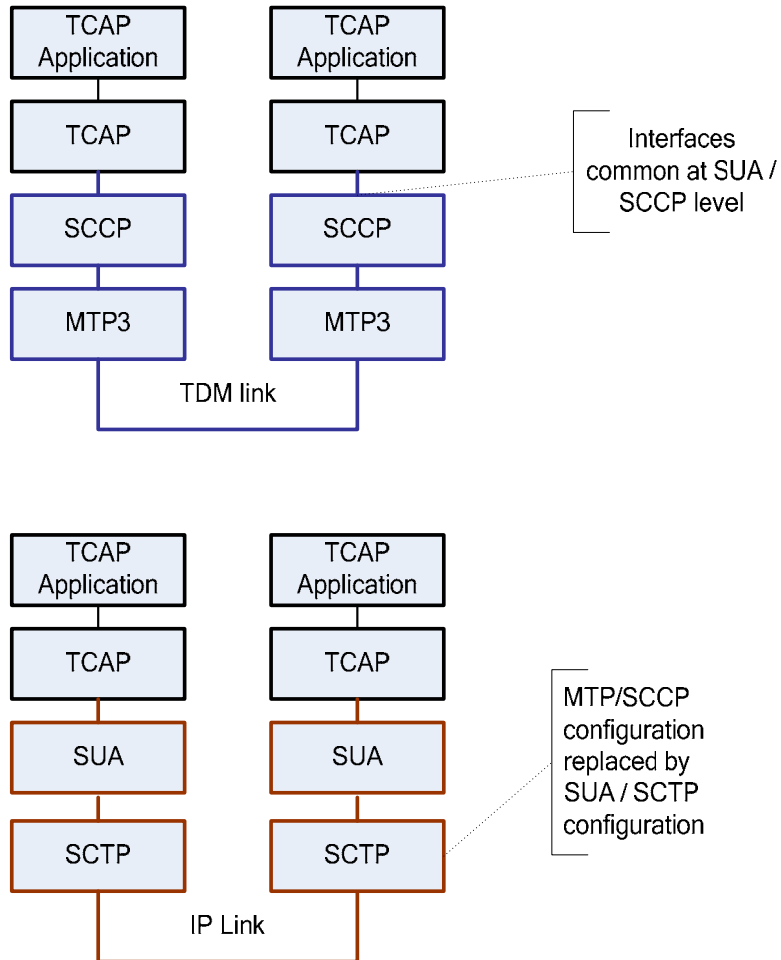 TCAP
Application
TCAP
Application
TCAP
TCAP
Interfaces
common at SUA /
SCCP level
SCCP
SCCP
MTP3
MTP3
TDM link
TCAP
Application
TCAP
Application
TCAP
TCAP
MTP/SCCP
configuration
replaced by
SUA / SCTP
configuration
SUA
SUA
SCTP
SCTP
IP Link